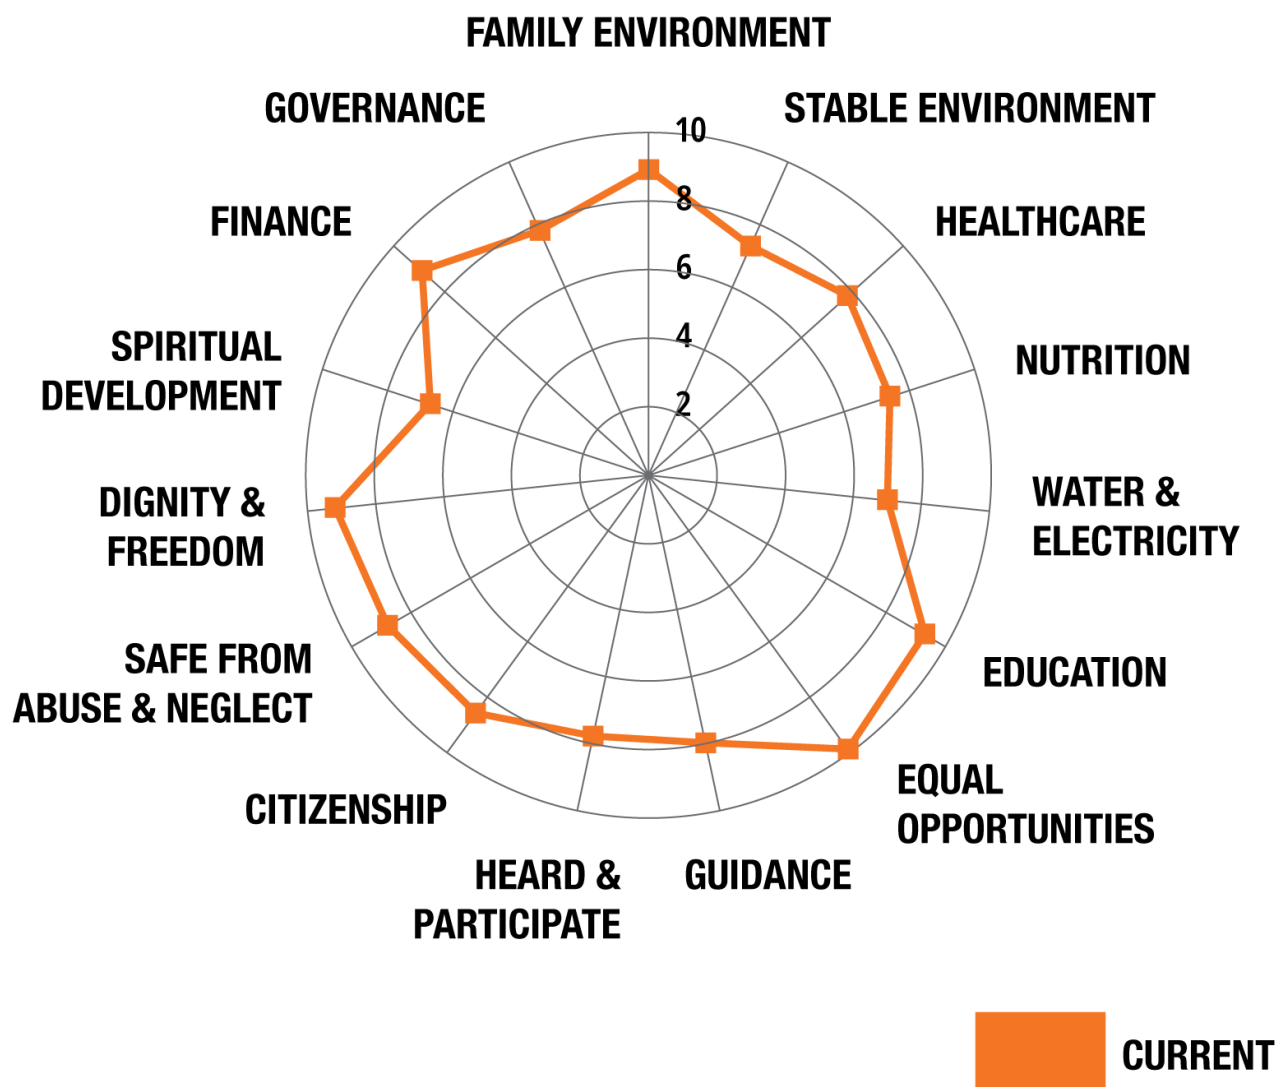 FAMILY ENVIRONMENT
GOVERNANCE
STABLE ENVIRONMENT
10
FINANCE
8
HEALTHCARE
6
SPIRITUAL
DEVELOPMENT
4
NUTRITION
2
DIGNITY &
FREEDOM
WATER &
ELECTRICITY
SAFE FROM
ABUSE & NEGLECT
EDUCATION
CITIZENSHIP
EQUAL
OPPORTUNITIES
HEARD &
PARTICIPATE
GUIDANCE
CURRENT